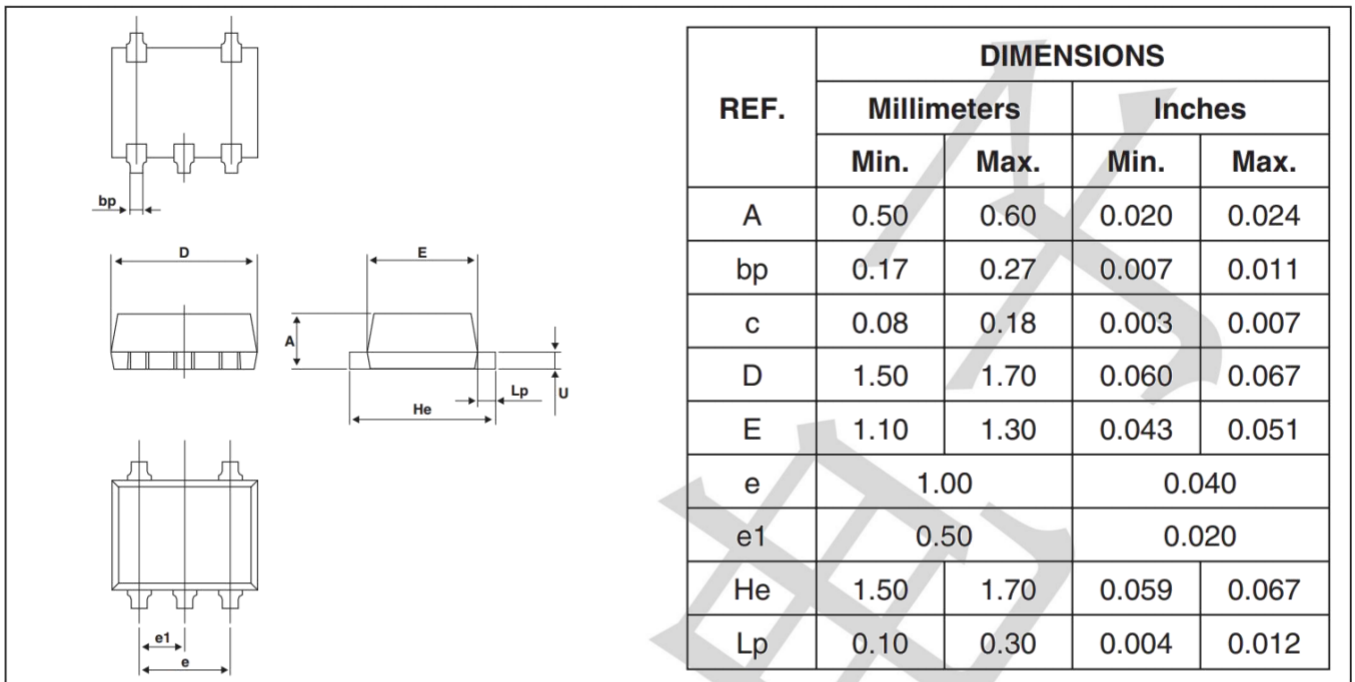 bp
D
E
A
Lp
U
He
e1
e
REF. DIMENSIONS
Millimeters Inches
Min. Max. Min. Max.
A 0.50 0.60 0.020 0.024
bp 0.17 0.27 0.007 0.011
c 0.08 0.18 0.003 0.007
D 1.50 1.70 0.060 0.067
E 1.10 1.30 0.043 0.051
e 1.00 0.040
e1 0.50 0.020
He 1.50 1.70 0.059 0.067
Lp 0.10 0.30 0.004 0.012